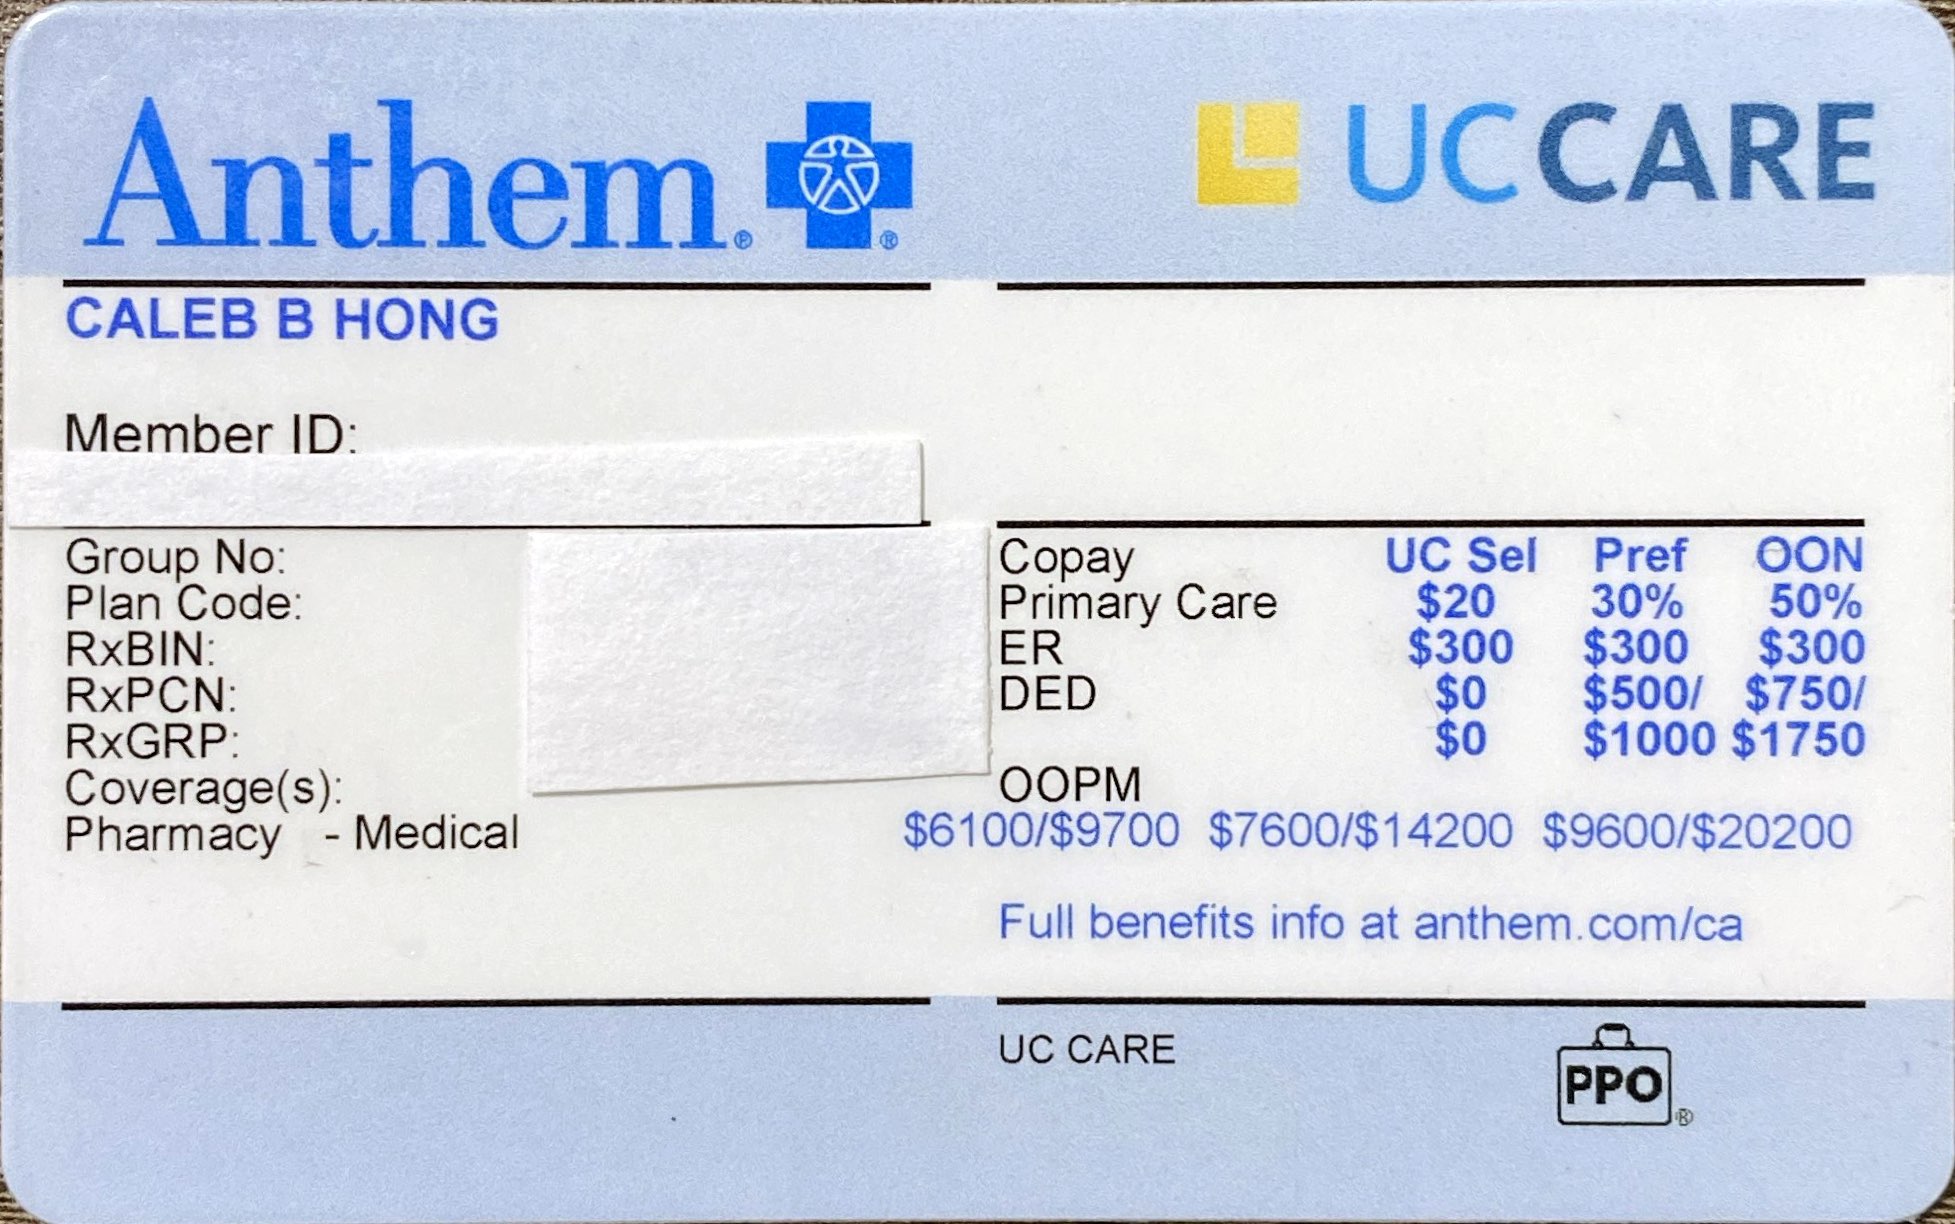 Anthem®
UC CARE
CALEB B HONG
Member ID:
Group No:
Plan Code:
RxBIN:
RxPCN:
RxGRP:
Coverage(s):
Pharmacy - Medical
Copay UC Sel Pref OON
Primary Care $20 30% 50%
ER $300 $300 $300
DED $0 $500/ $750/
$0 $1000 $1750
OOPM
$6100/$9700 $7600/$14200 $9600/$20200
Full benefits info at anthem.com/ca
UC CARE
PPO®